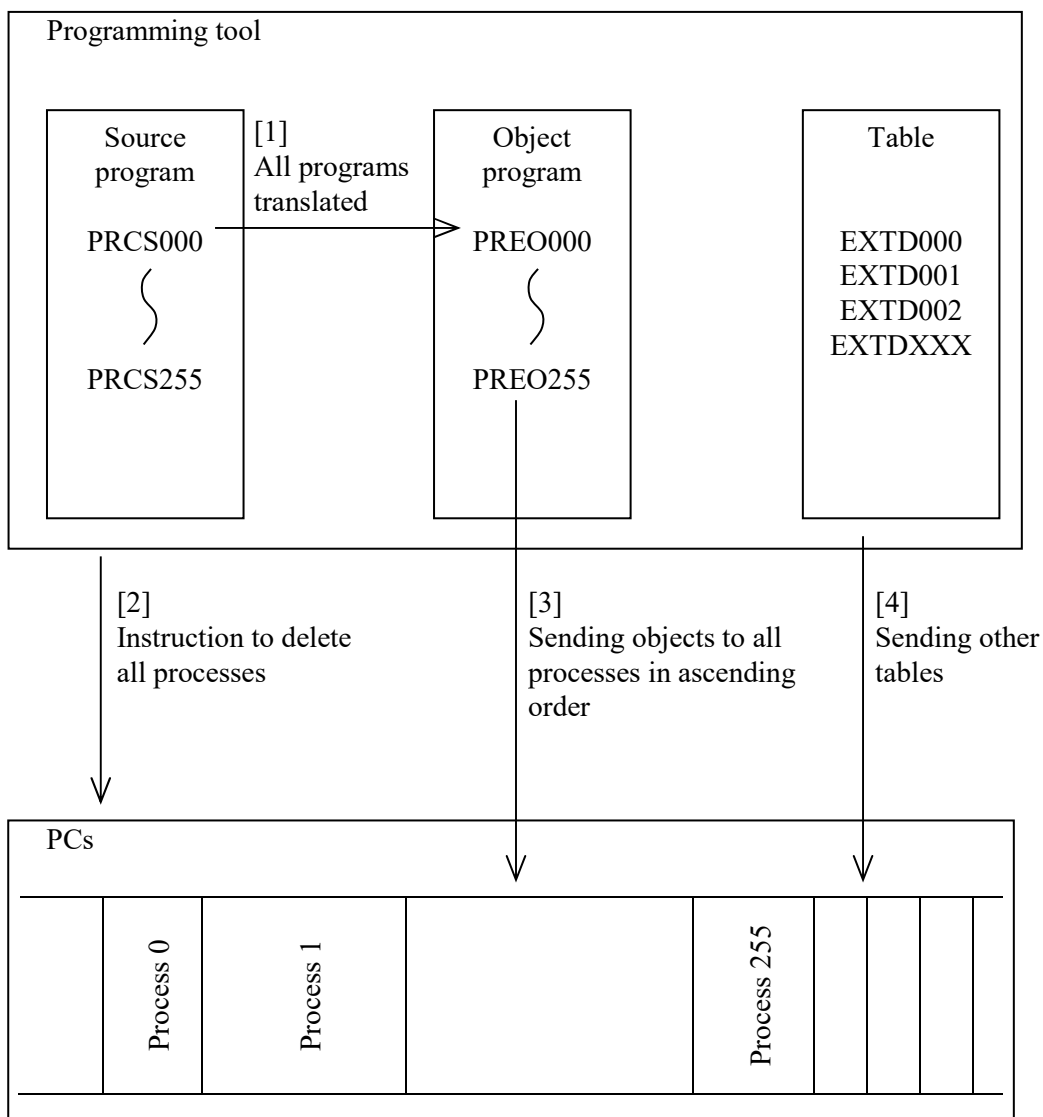 Programming tool
Source
program
PRCS000
PRCS255
[1]
All programs
translated
Object
program
PREO000
PREO255
Table
EXTD000
EXTD001
EXTD002
EXTDXXX
[2]
Instruction to delete
all processes
[3]
Sending objects to all
processes in ascending
order
[4]
Sending other
tables
PCs
Process 0
Process 1
Process 255